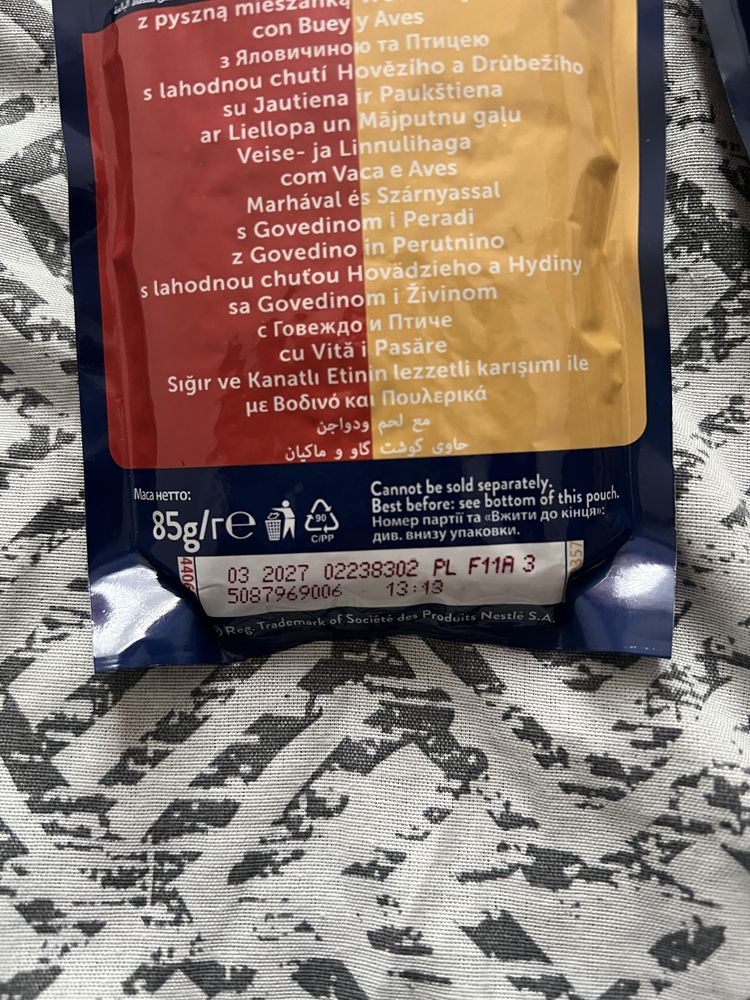 z pyszną mieszanką
con Buey y Aves
з Яловичиною та Птицею
s lahodnou chutí Hovězího a Drůbežího
su Jautiena ir Paukštiena
ar Liellopa un Mājputnu gaļu
Veise- ja Linnulihaga
com Vaca e Aves
Marhával és Szárnyassal
s Govedinom i Peradi
z Govedino in Perutnino
s lahodnou chuťou Hovädzieho a Hydiny
sa Govedinom i Živinom
с Говеждо и Птиче
cu Vită i Pasăre
Sığır ve Kanatlı Etinin lezzetli karışımı ile
με Βοδινό και Πουλερικά
مع لحم ودواجن
حاوی گوشت گاو و ماکیان
Маса нетто:
85g/гe
90
C/PP
Cannot be sold separately.
Best before: see bottom of this pouch.
Номер партії та «Вжити до кінця»:
див. внизу упаковки.
4406
357
03 2027 02238302 PL F11A 3
5087969006 13:13
Reg. Trademark of Société des Produits Nestlé S.A.